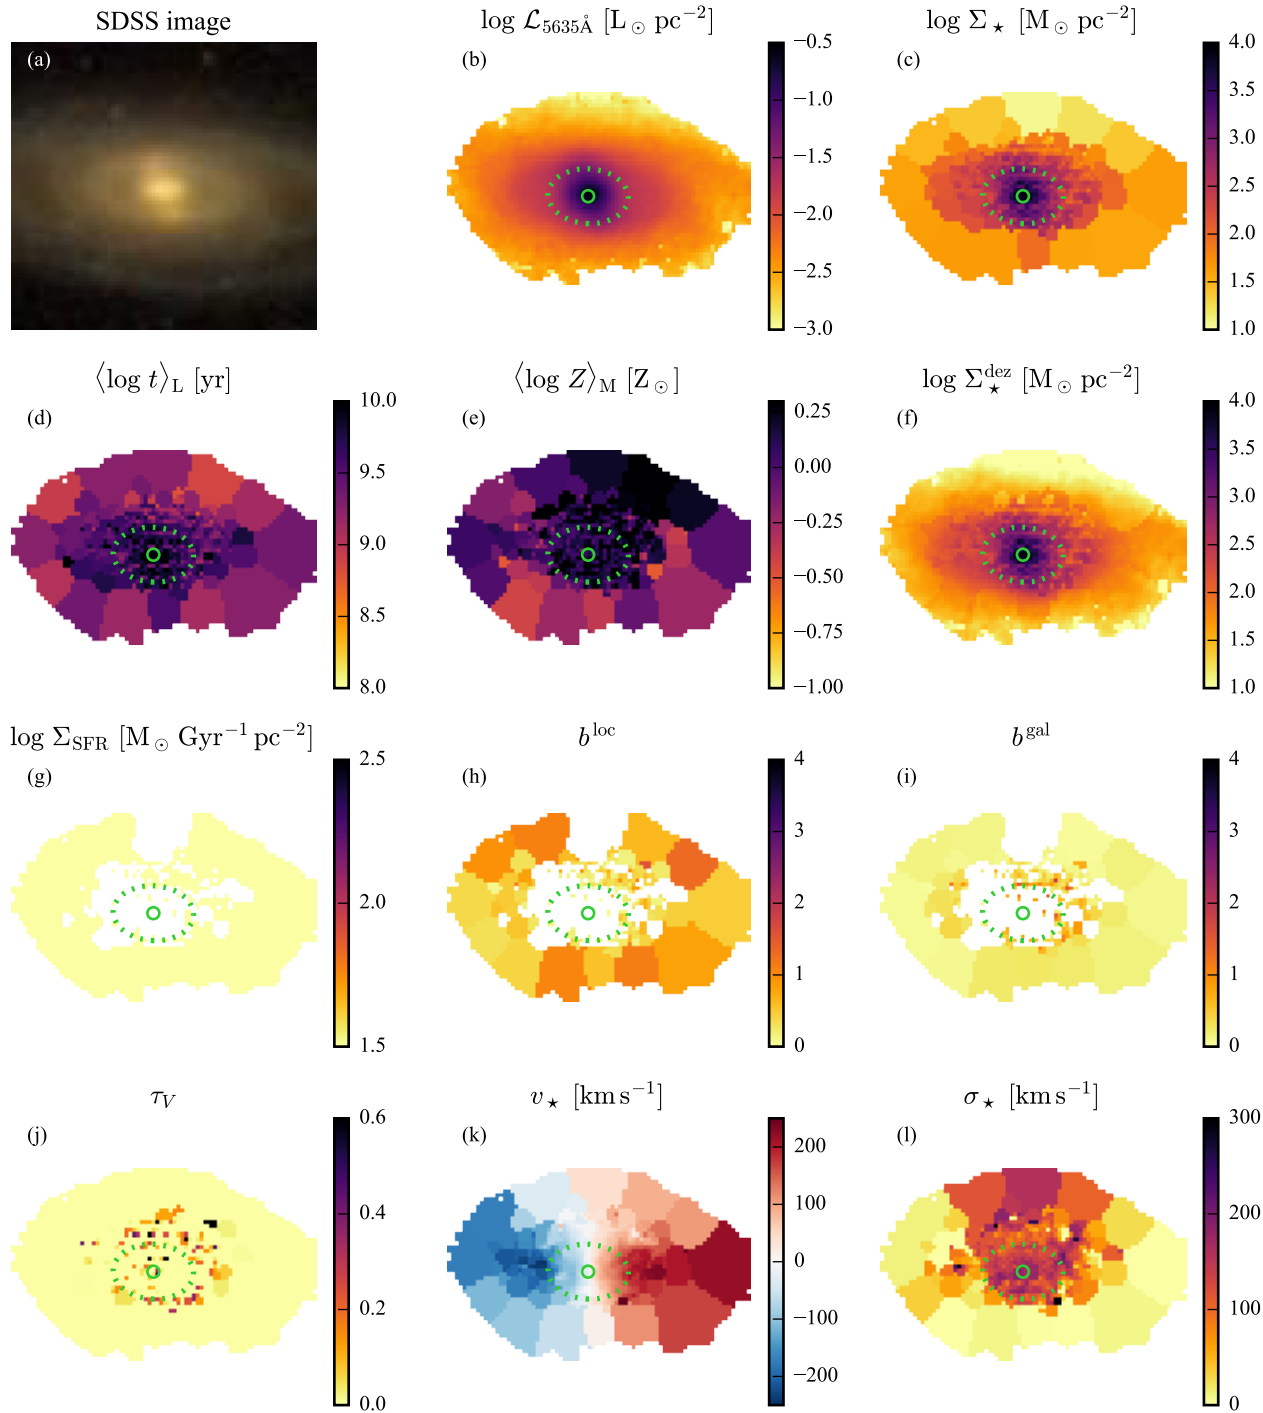 SDSS image
log ℒ₅₆₃₅Å [L⊙ pc⁻²]
log Σ⋆ [M⊙ pc⁻²]
(a)
(b)
−0.5
−1.0
−1.5
−2.0
−2.5
−3.0
(c)
4.0
3.5
3.0
2.5
2.0
1.5
1.0
⟨log t⟩L [yr]
⟨log Z⟩M [Z⊙]
log Σ⋆ᵈᵉᶻ [M⊙ pc⁻²]
(d)
10.0
9.5
9.0
8.5
8.0
(e)
0.25
0.00
−0.25
−0.50
−0.75
−1.00
(f)
4.0
3.5
3.0
2.5
2.0
1.5
1.0
log ΣSFR [M⊙ Gyr⁻¹ pc⁻²]
bˡᵒᶜ
bᵍᵃˡ
(g)
2.5
2.0
1.5
(h)
4
3
2
1
0
(i)
4
3
2
1
0
τV
v⋆ [km s⁻¹]
σ⋆ [km s⁻¹]
(j)
0.6
0.4
0.2
0.0
(k)
200
100
0
−100
−200
(l)
300
200
100
0